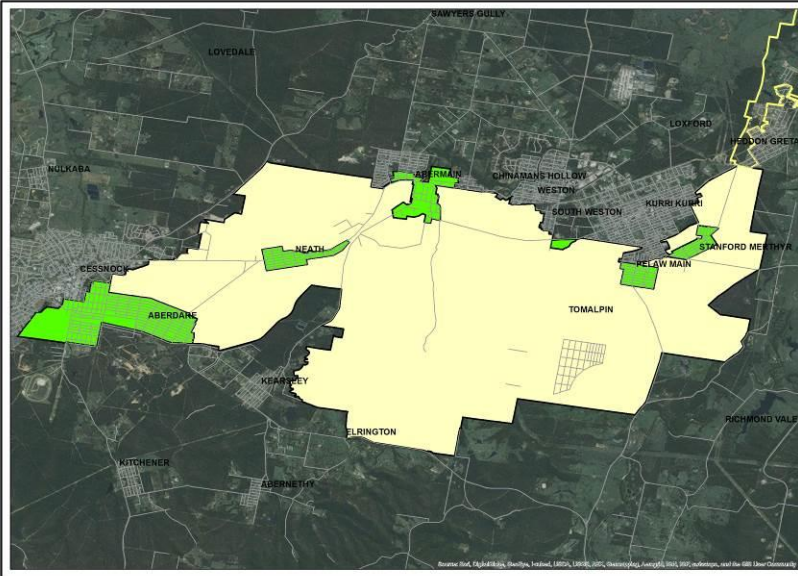 SAWYERS GULLY
LOVEDALE
LOXFORD
HEDDON GRETA
NULKABA
ABERMAIN
CHINAMANS HOLLOW
WESTON
KURRI KURRI
SOUTH WESTON
NEATH
STANFORD MERTHYR
CESSNOCK
PELAW MAIN
TOMALPIN
ABERDARE
KEARSLEY
RICHMOND VALE
ELRINGTON
KITCHENER
ABERNETHY